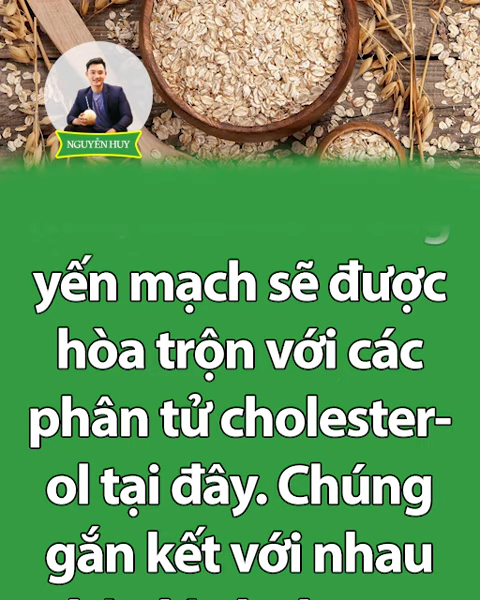 NGUYỄN HUY
yến mạch sẽ được
hòa trộn với các
phân tử cholester-
ol tại đây. Chúng
gắn kết với nhau